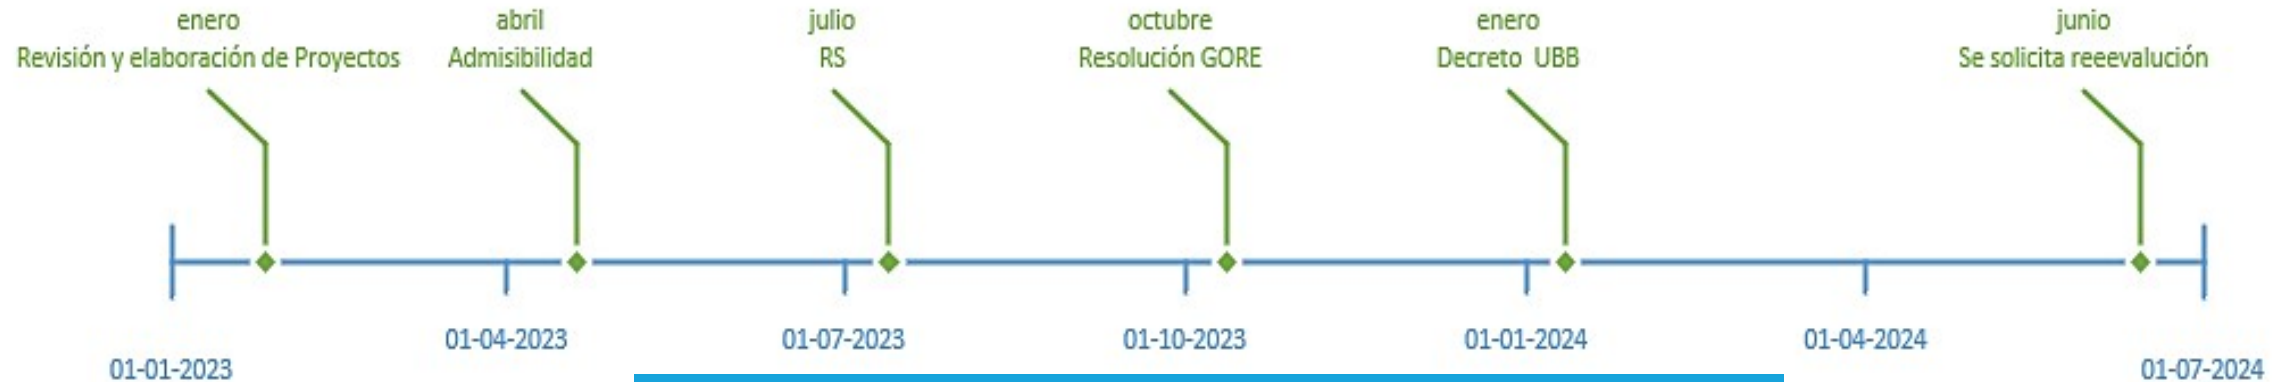 enero
Revisión y elaboración de Proyectos
abril
Admisibilidad
julio
RS
octubre
Resolución GORE
enero
Decreto UBB
junio
Se solicita reeevalución
01-01-2023
01-04-2023
01-07-2023
01-10-2023
01-01-2024
01-04-2024
01-07-2024